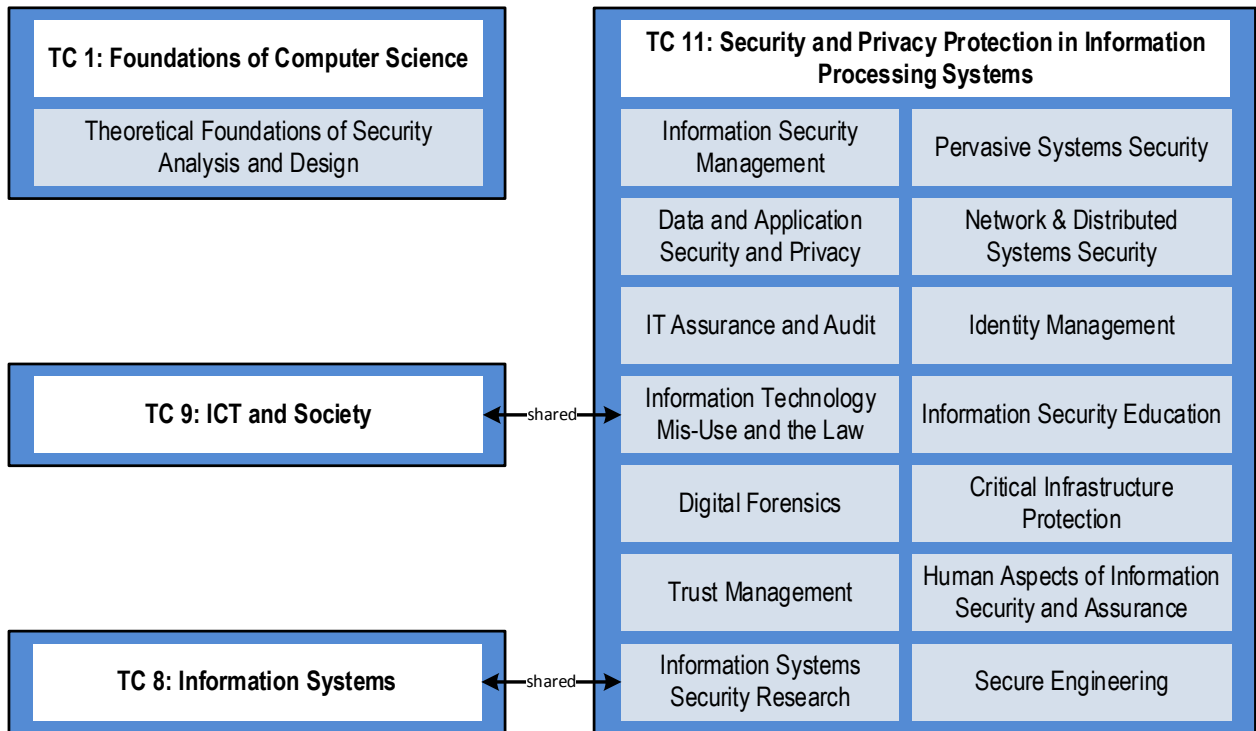 TC 1: Foundations of Computer Science
Theoretical Foundations of Security
Analysis and Design
TC 9: ICT and Society
shared
TC 8: Information Systems
shared
TC 11: Security and Privacy Protection in Information
Processing Systems
Information Security
Management
Pervasive Systems Security
Data and Application
Security and Privacy
Network & Distributed
Systems Security
IT Assurance and Audit
Identity Management
Information Technology
Mis-Use and the Law
Information Security Education
Digital Forensics
Critical Infrastructure
Protection
Trust Management
Human Aspects of Information
Security and Assurance
Information Systems
Security Research
Secure Engineering